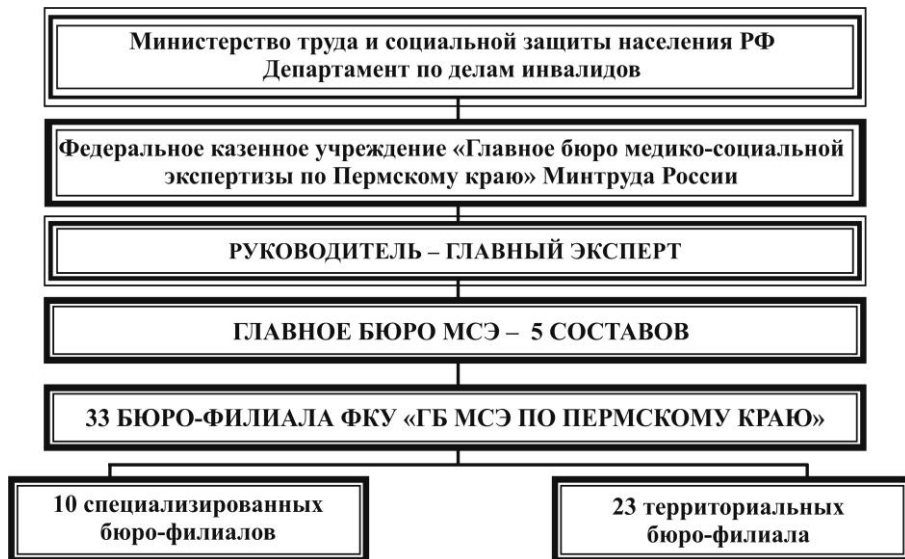 Министерство труда и социальной защиты населения РФ
Департамент по делам инвалидов
Федеральное казенное учреждение «Главное бюро медико-социальной
экспертизы по Пермскому краю» Минтруда России
РУКОВОДИТЕЛЬ – ГЛАВНЫЙ ЭКСПЕРТ
ГЛАВНОЕ БЮРО МСЭ – 5 СОСТАВОВ
33 БЮРО-ФИЛИАЛА ФКУ «ГБ МСЭ ПО ПЕРМСКОМУ КРАЮ»
10 специализированных
бюро-филиалов
23 территориальных
бюро-филиала